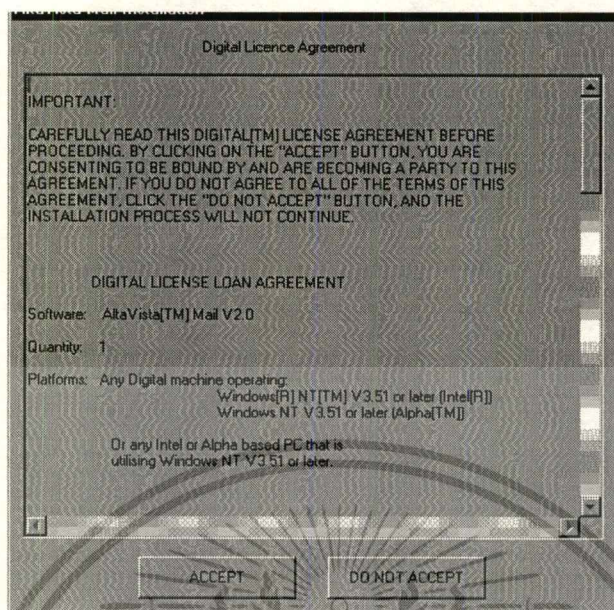 AltaVista Mail Installation
Digital Licence Agreement
IMPORTANT:
CAREFULLY READ THIS DIGITAL[TM] LICENSE AGREEMENT BEFORE
PROCEEDING. BY CLICKING ON THE "ACCEPT" BUTTON, YOU ARE
CONSENTING TO BE BOUND BY AND ARE BECOMING A PARTY TO THIS
AGREEMENT. IF YOU DO NOT AGREE TO ALL OF THE TERMS OF THIS
AGREEMENT, CLICK THE "DO NOT ACCEPT" BUTTON, AND THE
INSTALLATION PROCESS WILL NOT CONTINUE.
DIGITAL LICENSE LOAN AGREEMENT
Software: AltaVista[TM] Mail V2.0
Quantity: 1
Platforms: Any Digital machine operating:
Windows[R] NT[TM] V3.51 or later (Intel[R])
Windows NT V3.51 or later (Alpha[TM])
Or any Intel or Alpha based PC that is
utilising Windows NT V3.51 or later.
ACCEPT DO NOT ACCEPT